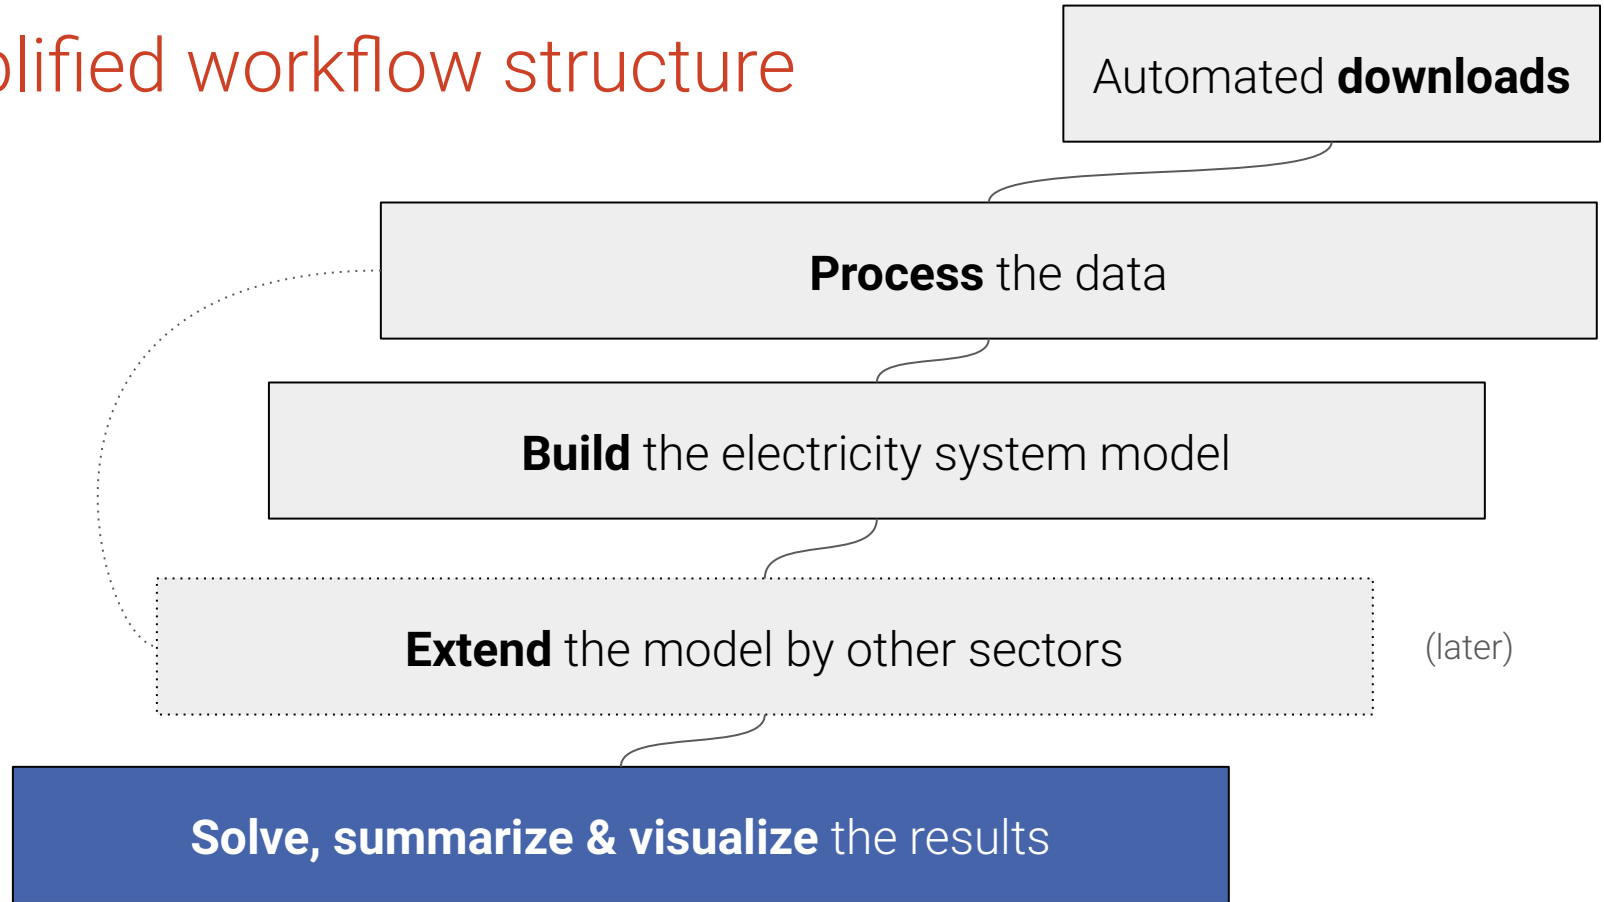 plified workflow structure
Automated downloads
Process the data
Build the electricity system model
Extend the model by other sectors
(later)
Solve, summarize & visualize the results